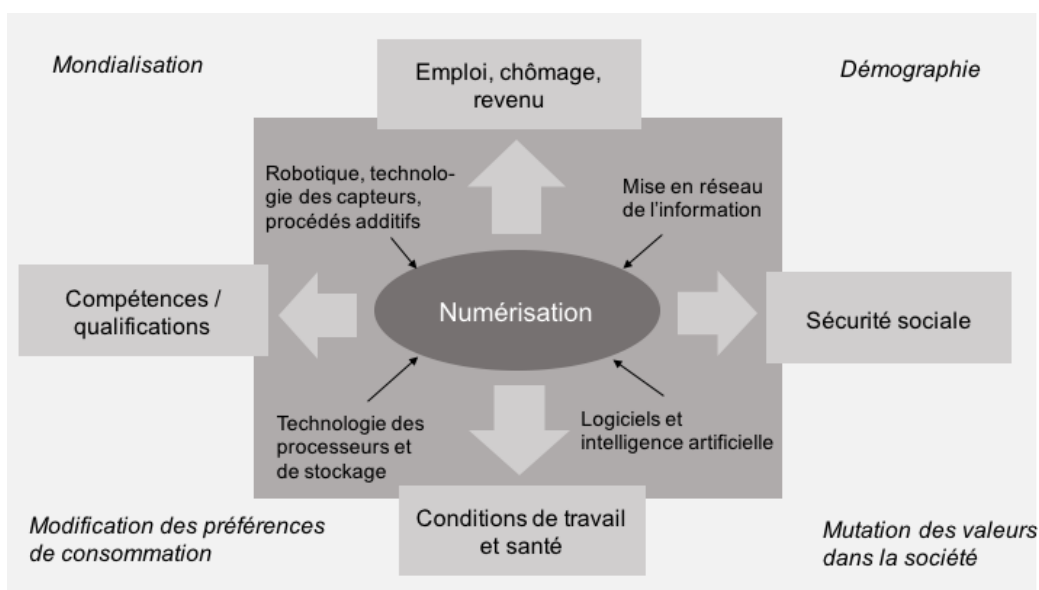 Mondialisation
Emploi, chômage,
revenu
Démographie
Robotique, technolo-
gie des capteurs,
procédés additifs
Mise en réseau
de l'information
Compétences /
qualifications
Numérisation
Sécurité sociale
Technologie des
processeurs et
de stockage
Logiciels et
intelligence artificielle
Modification des préférences
de consommation
Conditions de travail
et santé
Mutation des valeurs
dans la société